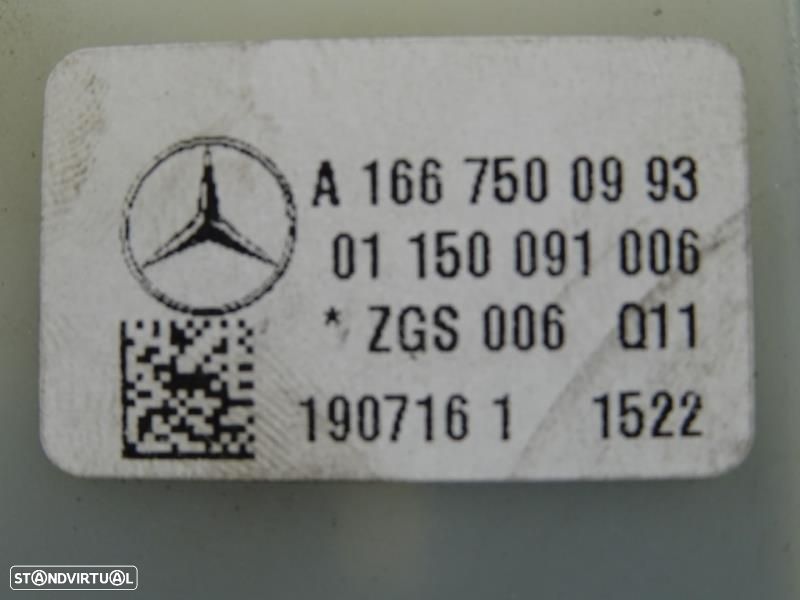 A 166 750 09 93
01 150 091 006
* ZGS 006 Q11
190716 1 1522
STANDVIRTUAL